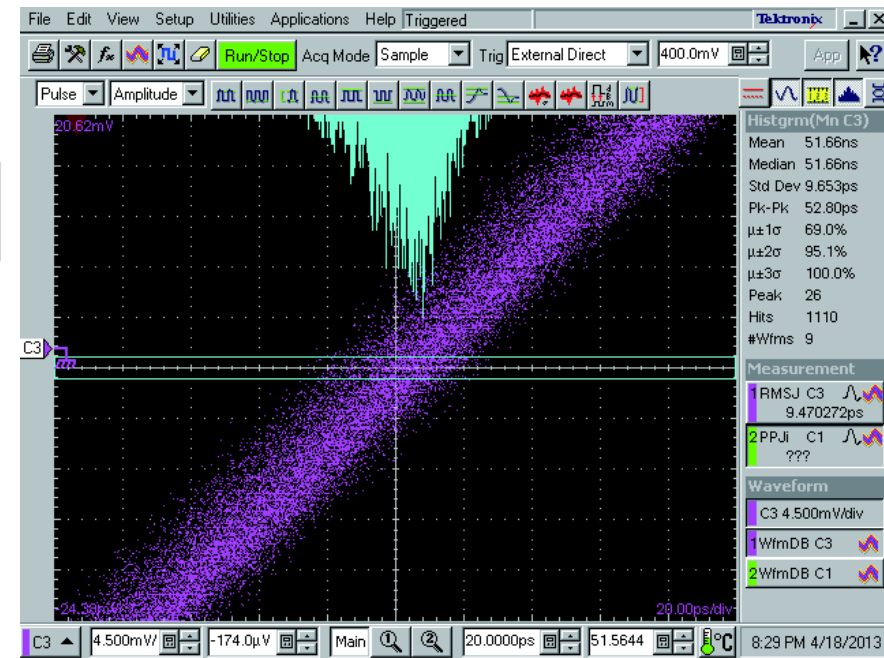 File Edit View Setup Utilities Applications Help Triggered Tektronix
Run/Stop Acq Mode Sample Trig External Direct 400.0mV App
Pulse Amplitude
20.62mV
Histgrm(Mn C3)
Mean 51.66ns
Median 51.66ns
Std Dev 9.653ps
Pk-Pk 52.80ps
µ±1σ 69.0%
µ±2σ 95.1%
µ±3σ 100.0%
Peak 26
Hits 1110
#Wfms 9
C3
Measurement
1 RMSJ C3
9.470272ps
2 PPJi C1
???
Waveform
C3 4.500mV/div
1 WfmDB C3
2 WfmDB C1
20.00ps/div
C3 4.500mV/ -174.0µV Main 1 2 20.0000ps 51.5644 °C 8:29 PM 4/18/2013